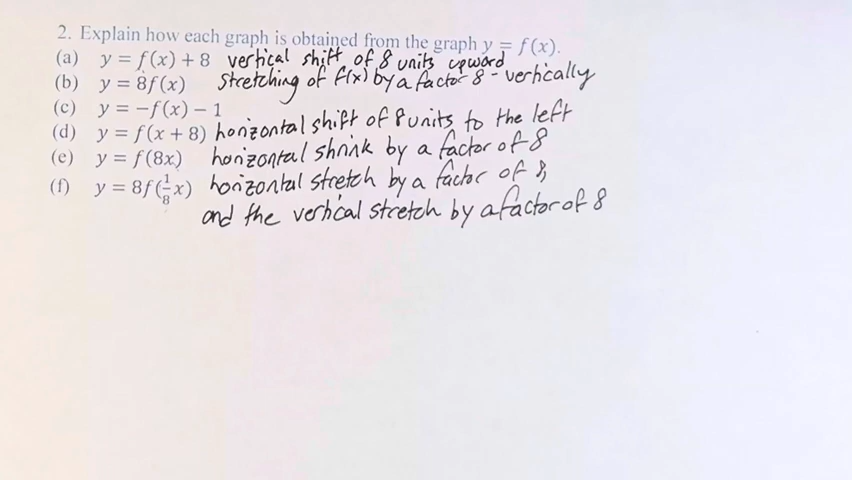 2. Explain how each graph is obtained from the graph y = f(x).
(a) y = f(x) + 8 vertical shift of 8 units upward
(b) y = 8f(x) stretching of f(x) by a factor 8 - vertically
(c) y = −f(x) − 1
(d) y = f(x + 8) horizontal shift of 8 units to the left
(e) y = f(8x) horizontal shrink by a factor of 8
(f) y = 8f(1/8 x) horizontal stretch by a factor of 8,
and the vertical stretch by a factor of 8